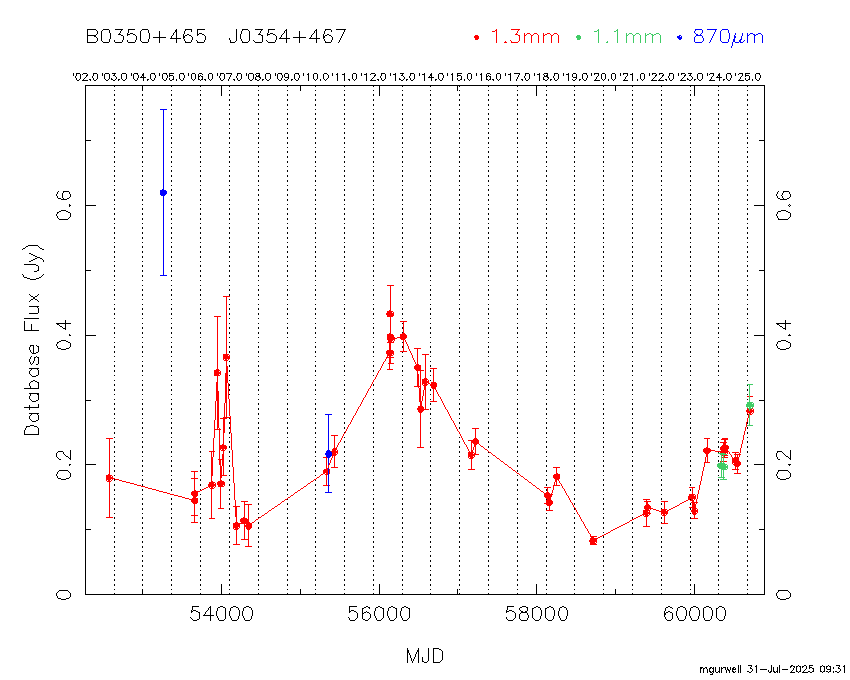 B0350+465 J0354+467 1.3mm 1.1mm 870μm
'02.0 '03.0 '04.0 '05.0 '06.0 '07.0 '08.0 '09.0 '10.0 '11.0 '12.0 '13.0 '14.0 '15.0 '16.0 '17.0 '18.0 '19.0 '20.0 '21.0 '22.0 '23.0 '24.0 '25.0
0.6 0.6
0.4 0.4
Database Flux (Jy)
0.2 0.2
0 0
54000 56000 58000 60000
MJD
mgurwell 31-Jul-2025 09:31